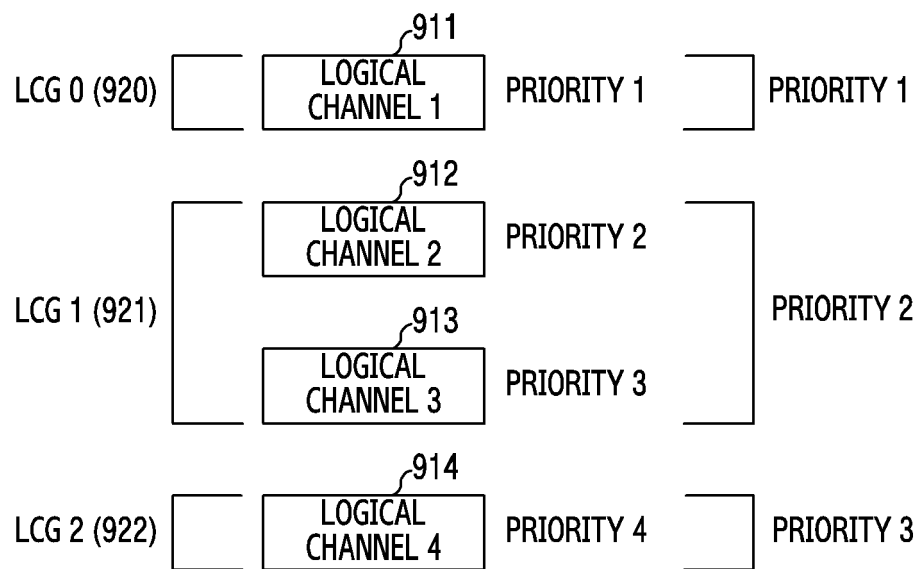 911
LCG 0 (920)
LOGICAL
CHANNEL 1
PRIORITY 1
PRIORITY 1
912
LOGICAL
CHANNEL 2
PRIORITY 2
LCG 1 (921)
PRIORITY 2
913
LOGICAL
CHANNEL 3
PRIORITY 3
914
LCG 2 (922)
LOGICAL
CHANNEL 4
PRIORITY 4
PRIORITY 3